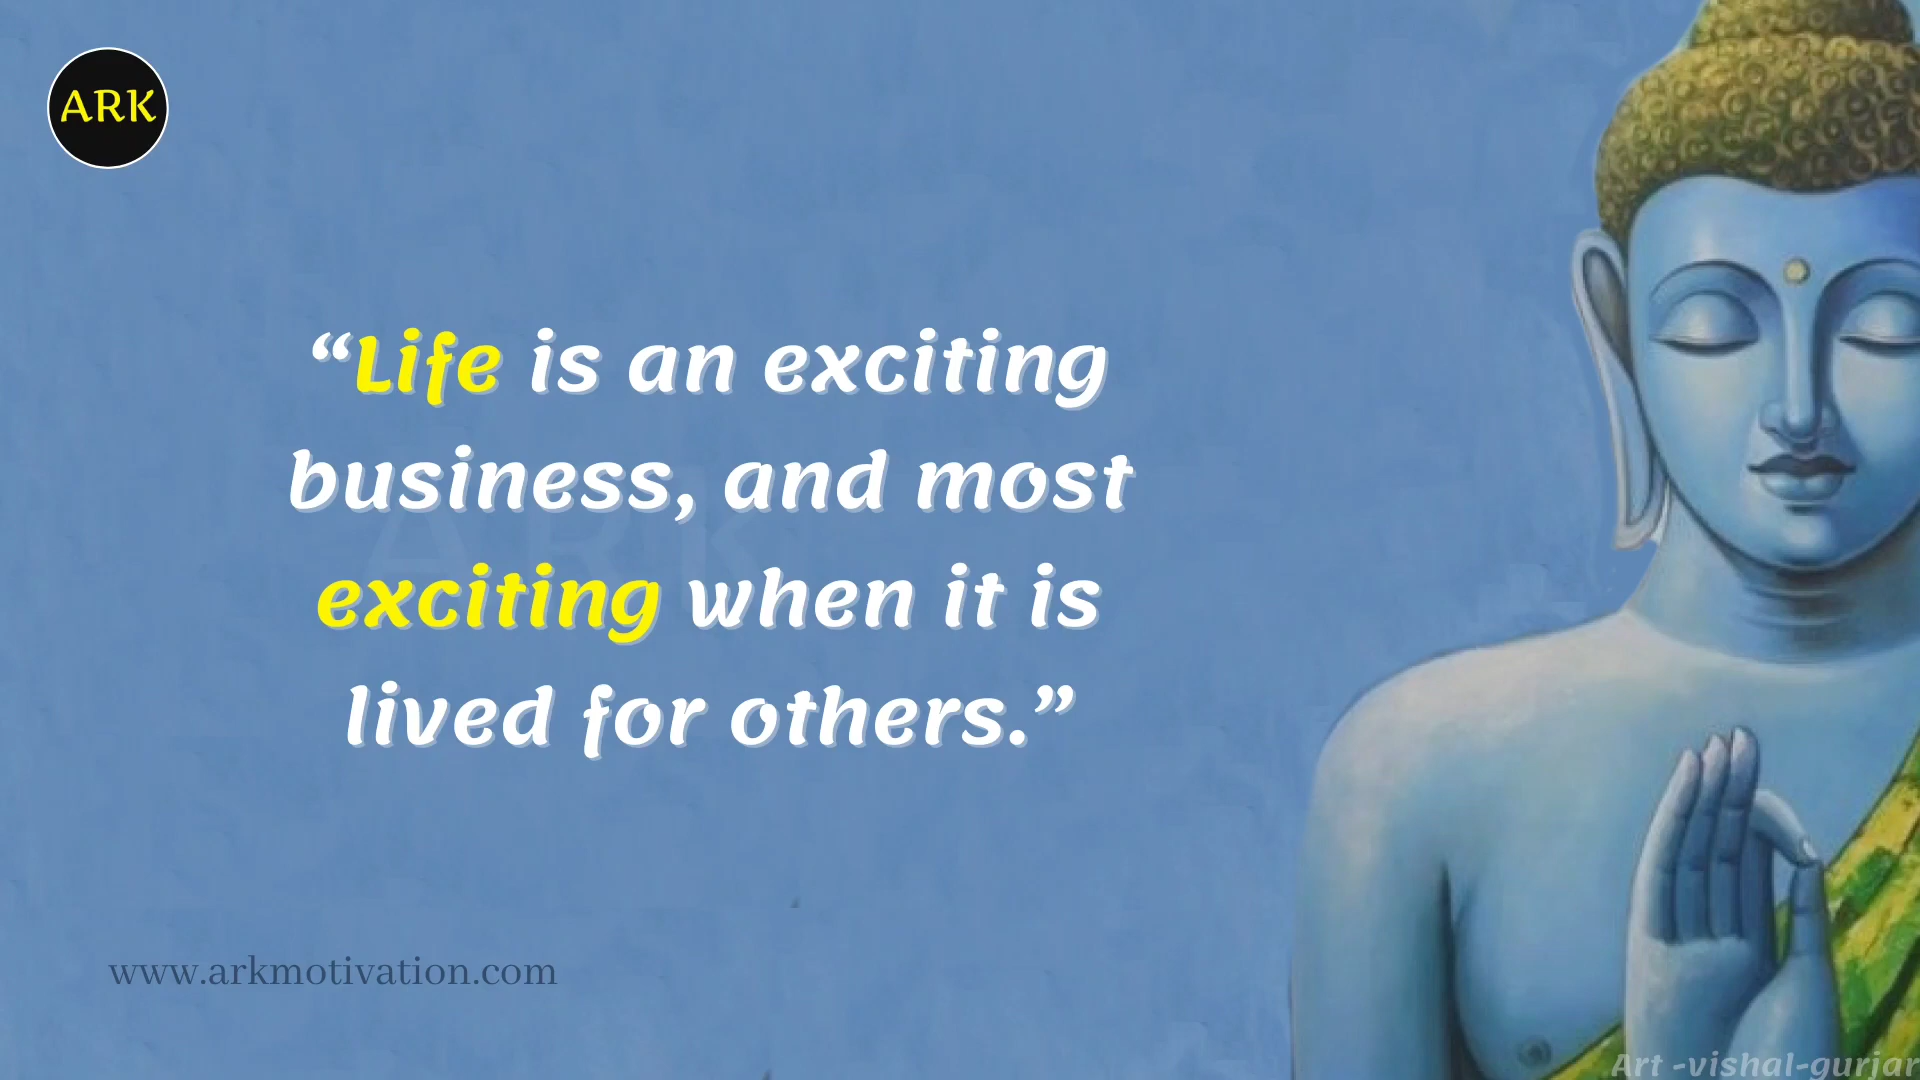 ARK
“Life is an exciting
business, and most
exciting when it is
lived for others.”
ARK
www.arkmotivation.com
Art -vishal-gurjar